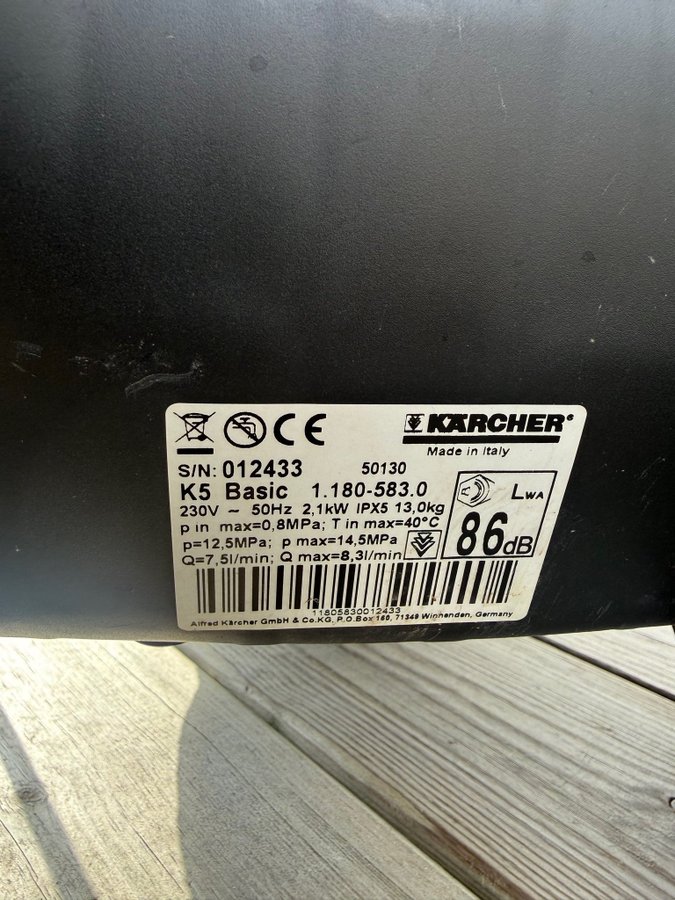 KÄRCHER®
Made in Italy
S/N: 012433 50130
K5 Basic 1.180-583.0
230V ~ 50Hz 2,1kW IPX5 13,0kg
p in max=0,8MPa; T in max=40°C
p=12,5MPa; p max=14,5MPa
Q=7,5l/min; Q max=8,3l/min
LWA
86dB
11805830012433
Alfred Kärcher GmbH & Co.KG, P.O.Box 160, 71349 Winnenden, Germany